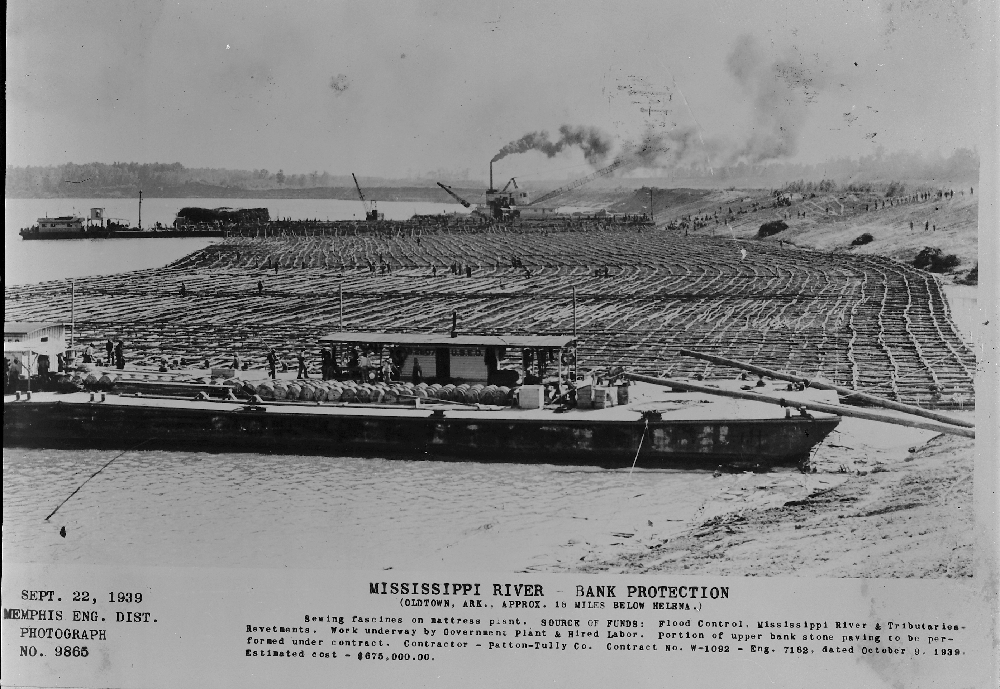 U.S.E.D.
SEPT. 22, 1939
MEMPHIS ENG. DIST.
PHOTOGRAPH
NO. 9865
MISSISSIPPI RIVER - BANK PROTECTION
(OLDTOWN, ARK., APPROX. 18 MILES BELOW HELENA.)
Sewing fascines on mattress plant. SOURCE OF FUNDS: Flood Control, Mississippi River & Tributaries-
Revetments. Work underway by Government Plant & Hired Labor. Portion of upper bank stone paving to be per-
formed under contract. Contractor - Patton-Tully Co. Contract No. W-1092 - Eng. 7162, dated October 9, 1939.
Estimated cost - $675,000.00.